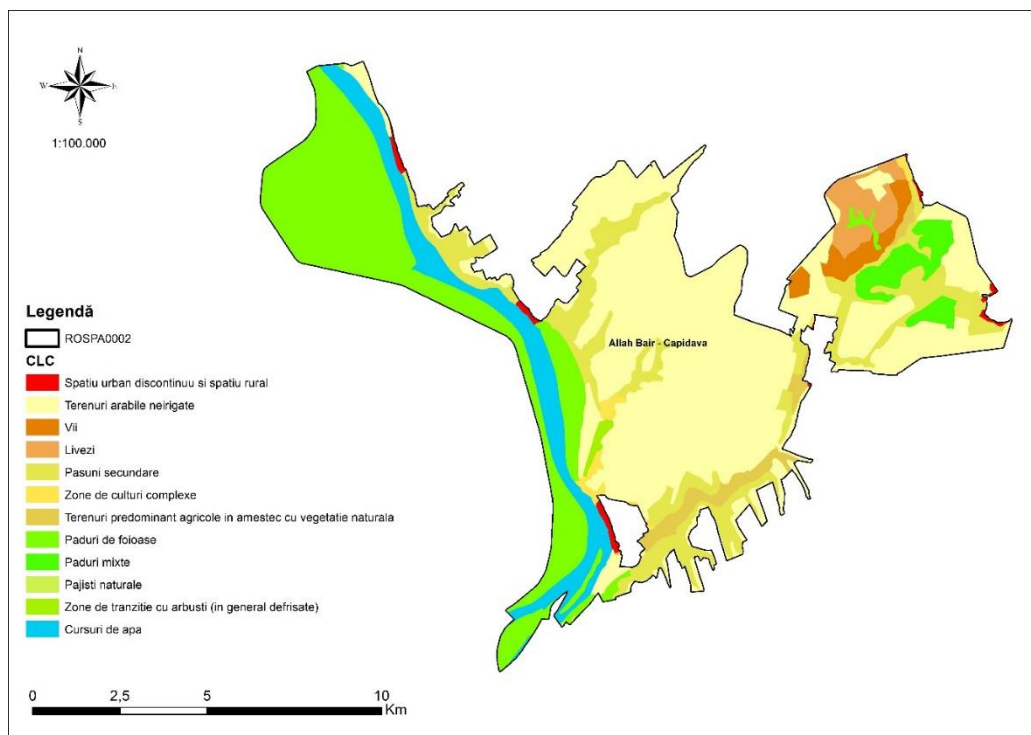 N
W
E
S
1:100.000
Allah Bair - Capidava
Legendă
ROSPA0002
CLC
Spatiu urban discontinuu si spatiu rural
Terenuri arabile neirigate
Vii
Livezi
Pasuni secundare
Zone de culturi complexe
Terenuri predominant agricole in amestec cu vegetatie naturala
Paduri de foioase
Paduri mixte
Pajisti naturale
Zone de tranzitie cu arbusti (in general defrisate)
Cursuri de apa
0 2,5 5 10
Km